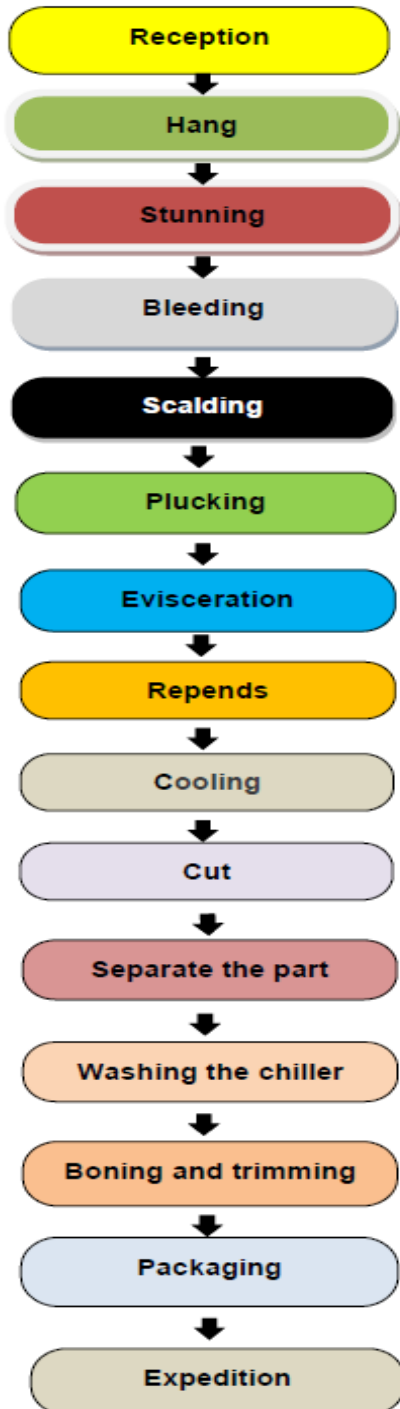 Reception
Hang
Stunning
Bleeding
Scalding
Plucking
Evisceration
Repends
Cooling
Cut
Separate the part
Washing the chiller
Boning and trimming
Packaging
Expedition